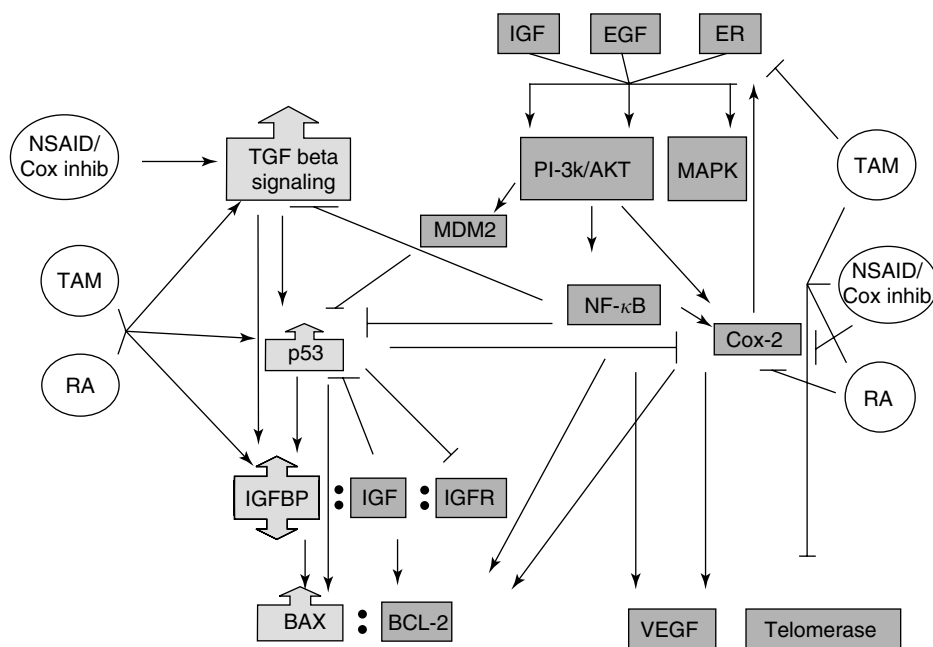 IGF EGF ER
NSAID/
Cox inhib
TGF beta
signaling
PI-3k/AKT
MAPK
TAM
MDM2
TAM
NSAID/
Cox inhib
NF-κB
Cox-2
p53
RA
RA
IGFBP : IGF : IGFR
BAX : BCL-2
VEGF
Telomerase